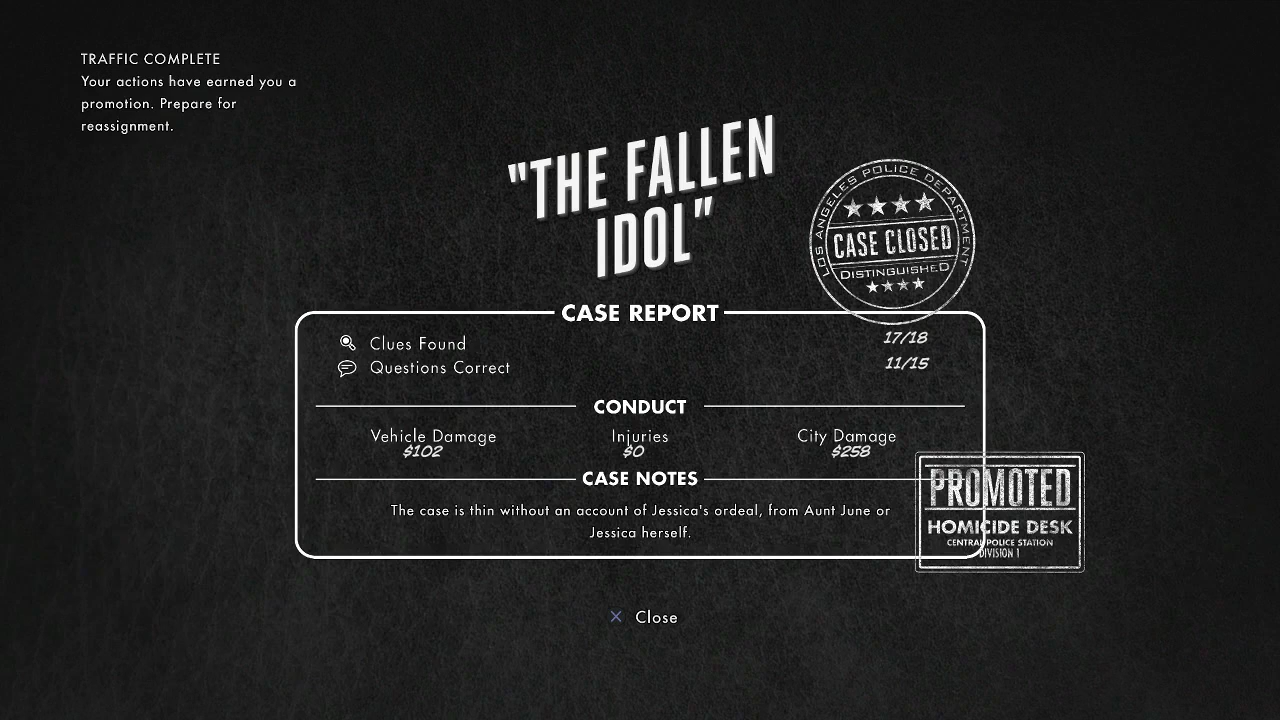 TRAFFIC COMPLETE
Your actions have earned you a
promotion. Prepare for
reassignment.
"THE FALLEN
IDOL"
LOS ANGELES POLICE DEPARTMENT
CASE CLOSED
DISTINGUISHED
CASE REPORT
Clues Found 17/18
Questions Correct 11/15
CONDUCT
Vehicle Damage Injuries City Damage
$102 $0 $258
CASE NOTES
The case is thin without an account of Jessica's ordeal, from Aunt June or
Jessica herself.
PROMOTED
HOMICIDE DESK
CENTRAL POLICE STATION
DIVISION 1
Close